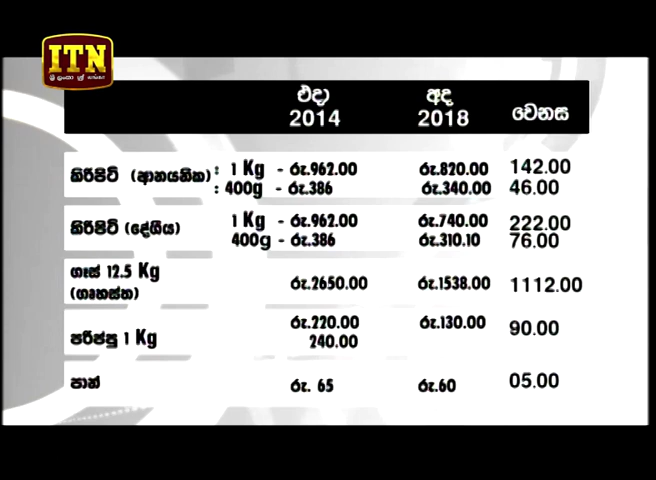 ITN
ශ්‍රී ලංකා ශ්‍රී லங்கா
එදා 2014 අද 2018 වෙනස
කිරිපිටි (ආනයනික) : 1 Kg - රු.962.00 රු.820.00 142.00
: 400g - රු.386 රු.340.00 46.00
කිරිපිටි (දේශීය) 1 Kg - රු.962.00 රු.740.00 222.00
400g - රු.386 රු.310.10 76.00
ගෑස් 12.5 Kg
(ගෘහස්ත) රු.2650.00 රු.1538.00 1112.00
පරිප්පු 1 Kg රු.220.00 රු.130.00 90.00
240.00
පාන් රු. 65 රු.60 05.00